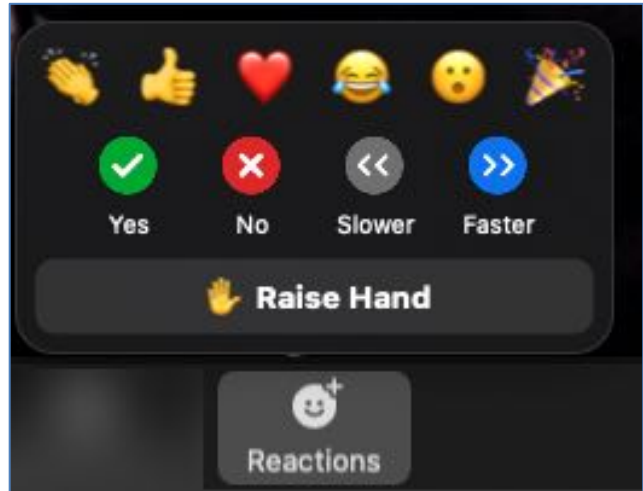 Yes No Slower Faster
Raise Hand
Reactions